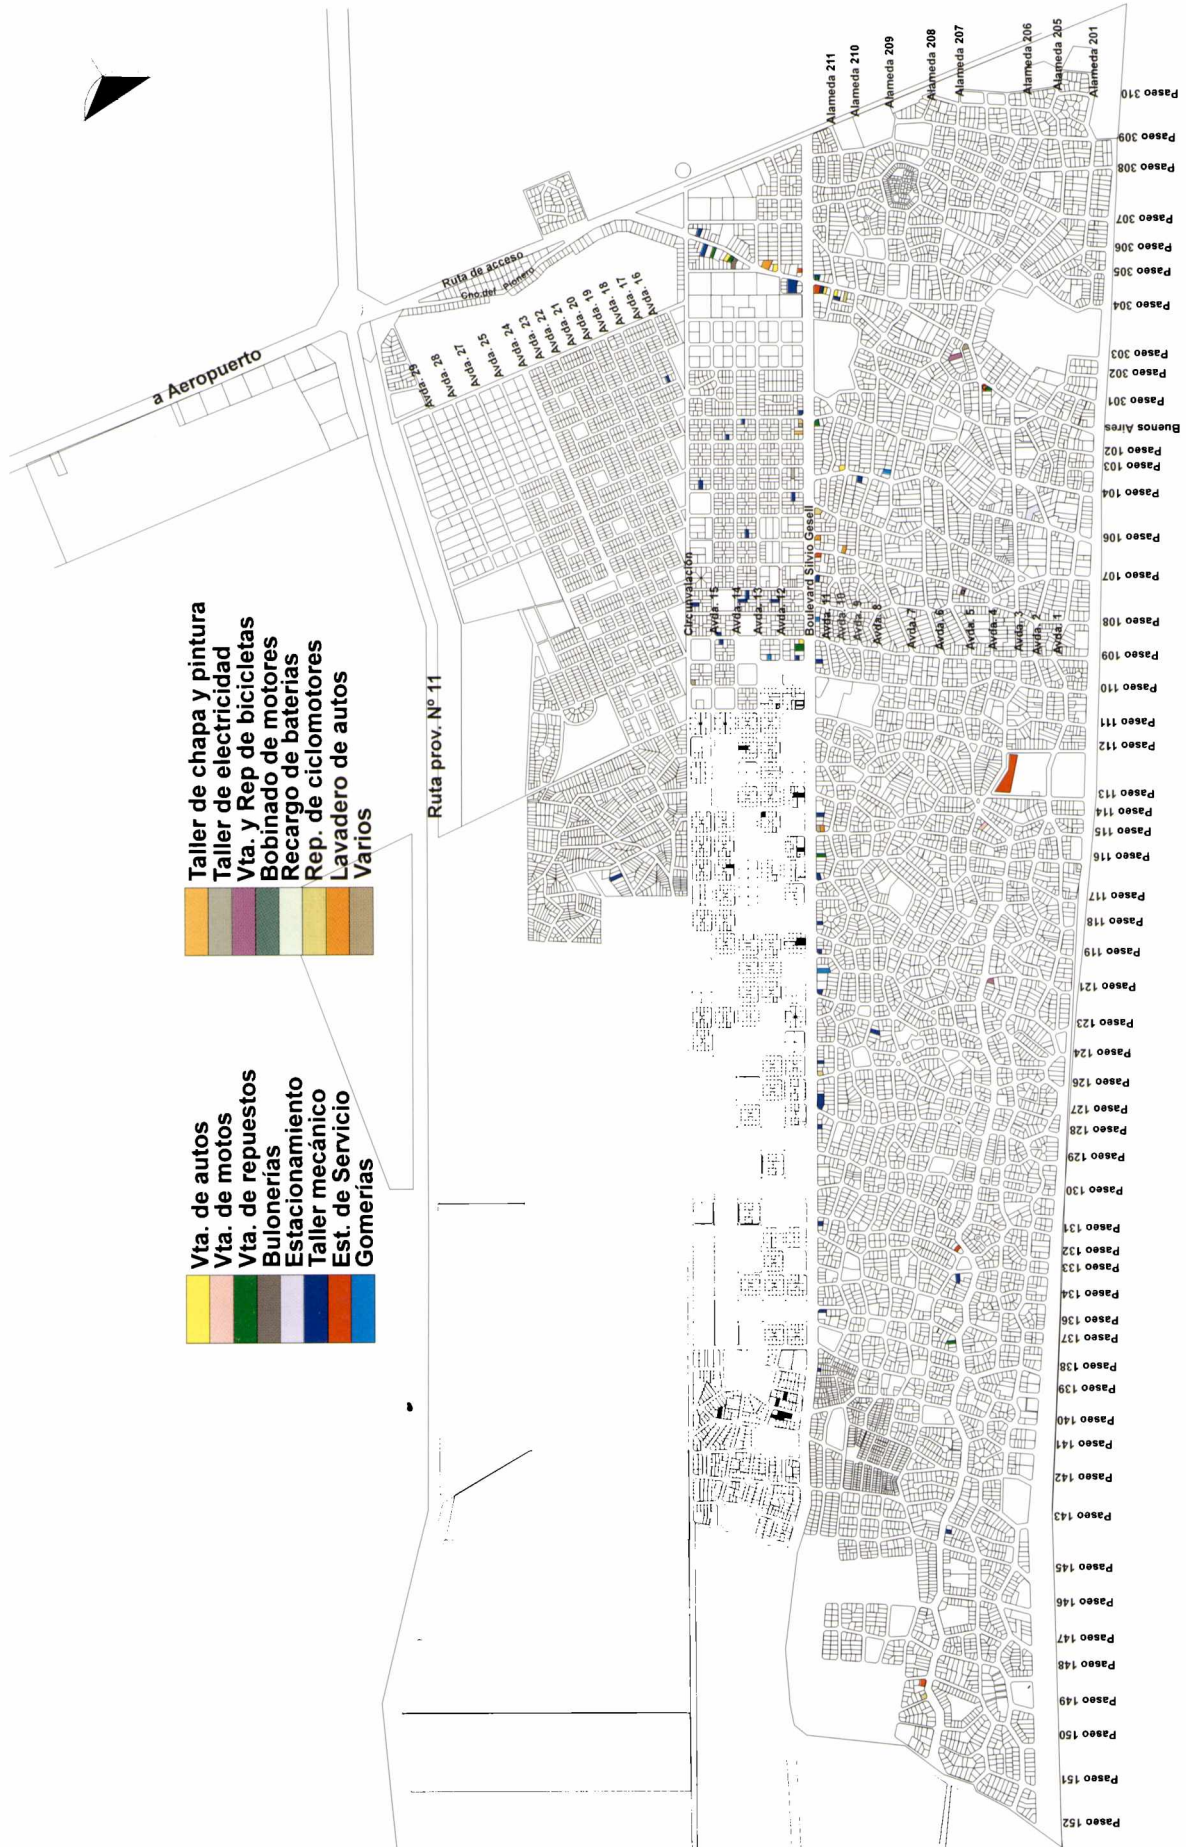 Vta. de autos
Vta. de motos
Vta. de repuestos
Bulonerías
Estacionamiento
Taller mecánico
Est. de Servicio
Gomerías
Taller de chapa y pintura
Taller de electricidad
Vta. y Rep de bicicletas
Bobinado de motores
Recargo de baterias
Rep. de ciclomotores
Lavadero de autos
Varios
a Aeropuerto
Ruta prov. Nº 11
Ruta de acceso
Cno.del Pionero
Avda. 29
Avda. 28
Avda. 27
Avda. 25
Avda. 24
Avda. 23
Avda. 22
Avda. 21
Avda. 20
Avda. 19
Avda. 18
Avda. 17
Avda. 16
Circunvalación
Avda. 15
Avda. 14
Avda. 13
Avda. 12
Boulevard Silvio Gesell
Avda. 11
Avda. 10
Avda. 9
Avda. 8
Avda. 7
Avda. 6
Avda. 5
Avda. 4
Avda. 3
Avda. 2
Avda. 1
Alameda 211
Alameda 210
Alameda 209
Alameda 208
Alameda 207
Alameda 206
Alameda 205
Alameda 201
Paseo 310
Paseo 309
Paseo 308
Paseo 307
Paseo 306
Paseo 305
Paseo 304
Paseo 303
Paseo 302
Paseo 301
Buenos Aires
Paseo 102
Paseo 103
Paseo 104
Paseo 106
Paseo 107
Paseo 108
Paseo 109
Paseo 110
Paseo 111
Paseo 112
Paseo 113
Paseo 114
Paseo 115
Paseo 116
Paseo 117
Paseo 118
Paseo 119
Paseo 121
Paseo 123
Paseo 124
Paseo 126
Paseo 127
Paseo 128
Paseo 129
Paseo 130
Paseo 131
Paseo 132
Paseo 133
Paseo 134
Paseo 136
Paseo 137
Paseo 138
Paseo 139
Paseo 140
Paseo 141
Paseo 142
Paseo 143
Paseo 145
Paseo 146
Paseo 147
Paseo 148
Paseo 149
Paseo 150
Paseo 151
Paseo 152